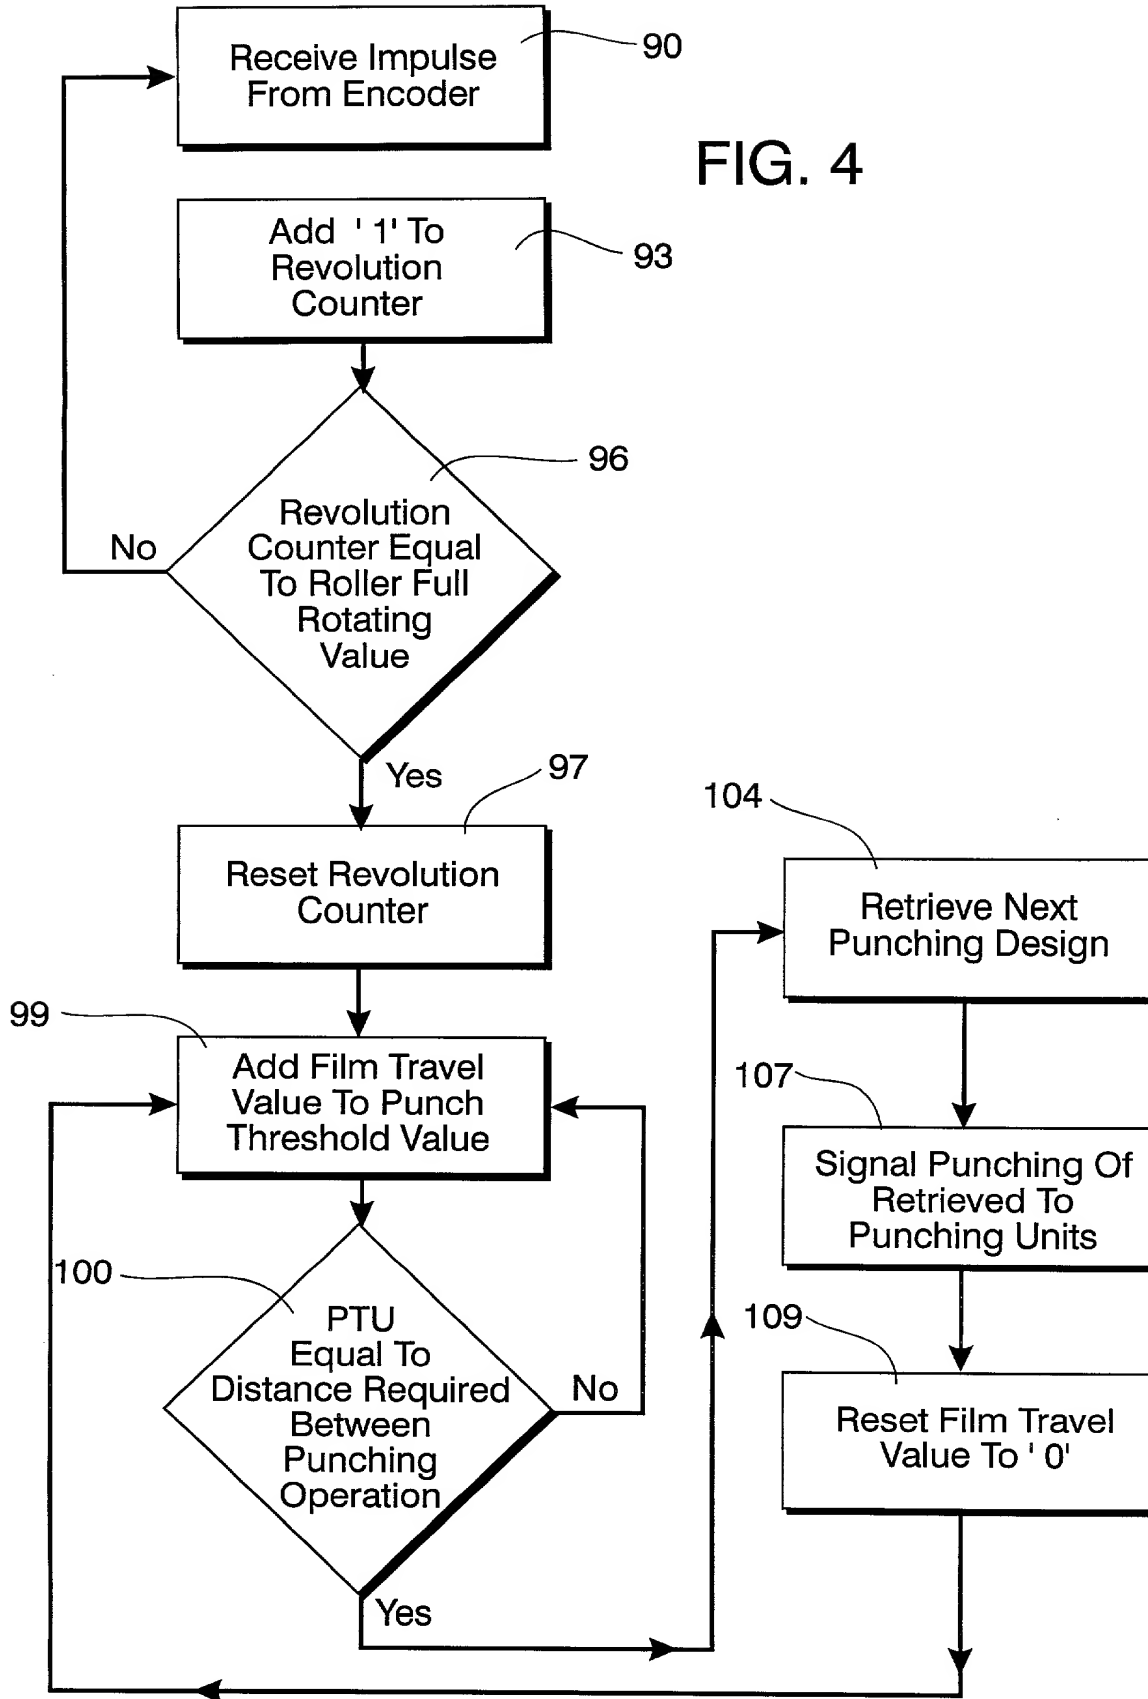 Receive Impulse
From Encoder
90
FIG. 4
Add ' 1' To
Revolution
Counter
93
96
Revolution
Counter Equal
To Roller Full
Rotating
Value
No
Yes
97
Reset Revolution
Counter
99
Add Film Travel
Value To Punch
Threshold Value
100
PTU
Equal To
Distance Required
Between
Punching
Operation
No
Yes
104
Retrieve Next
Punching Design
107
Signal Punching Of
Retrieved To
Punching Units
109
Reset Film Travel
Value To ' 0'